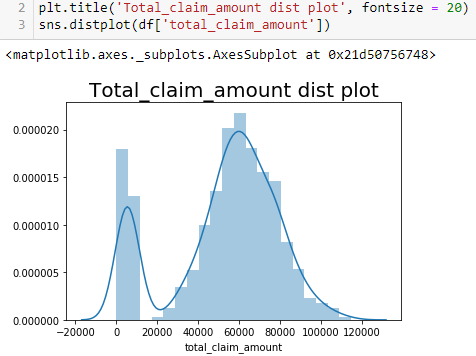 2 plt.title('Total_claim_amount dist plot', fontsize = 20)
3 sns.distplot(df['total_claim_amount'])
<matplotlib.axes._subplots.AxesSubplot at 0x21d50756748>
Total_claim_amount dist plot
0.000020
0.000015
0.000010
0.000005
0.000000
−20000 0 20000 40000 60000 80000 100000 120000
total_claim_amount